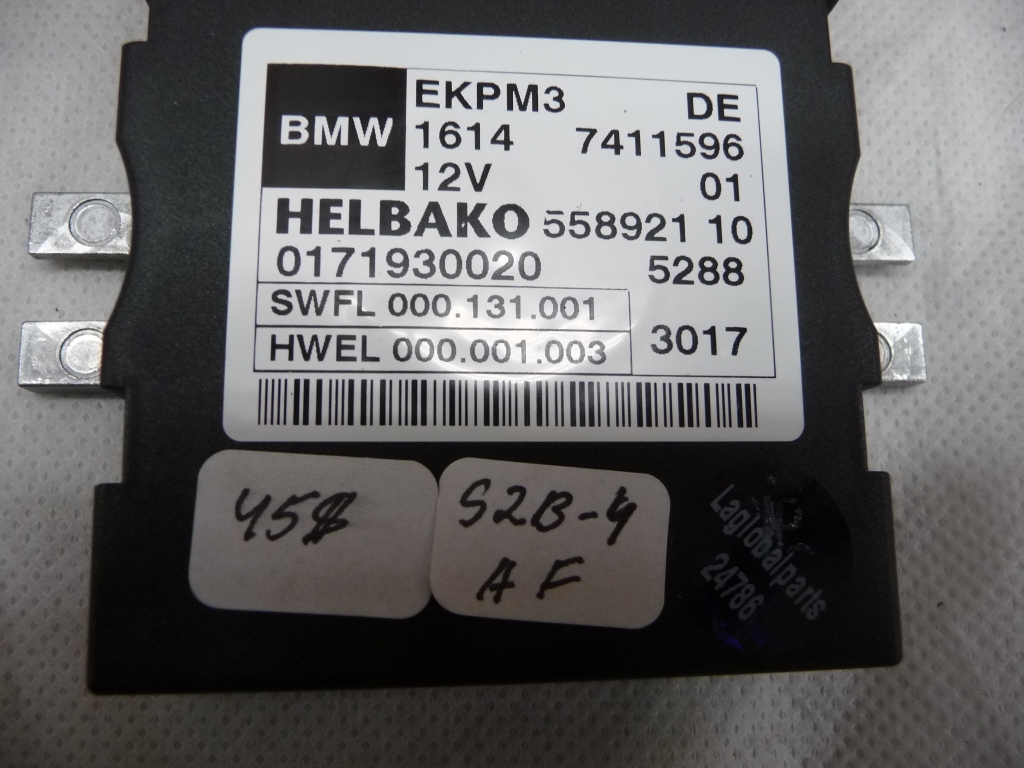 BMW
EKPM3 DE
1614 7411596
12V 01
HELBAKO 558921 10
0171930020 5288
SWFL 000.131.001
HWEL 000.001.003
3017
45$
S2B-4
AF
Laglobalparts
24786